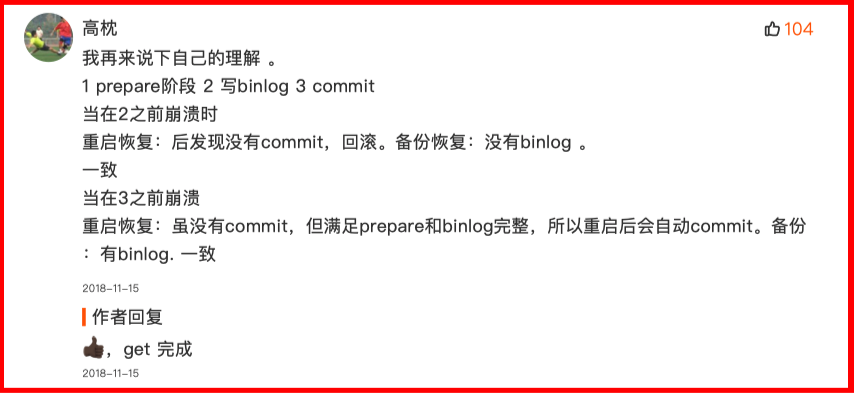 高枕
104
我再来说下自己的理解 。
1 prepare阶段 2 写binlog 3 commit
当在2之前崩溃时
重启恢复：后发现没有commit，回滚。备份恢复：没有binlog 。
一致
当在3之前崩溃
重启恢复：虽没有commit，但满足prepare和binlog完整，所以重启后会自动commit。备份
：有binlog. 一致
2018-11-15
作者回复
👍🏿，get 完成
2018-11-15